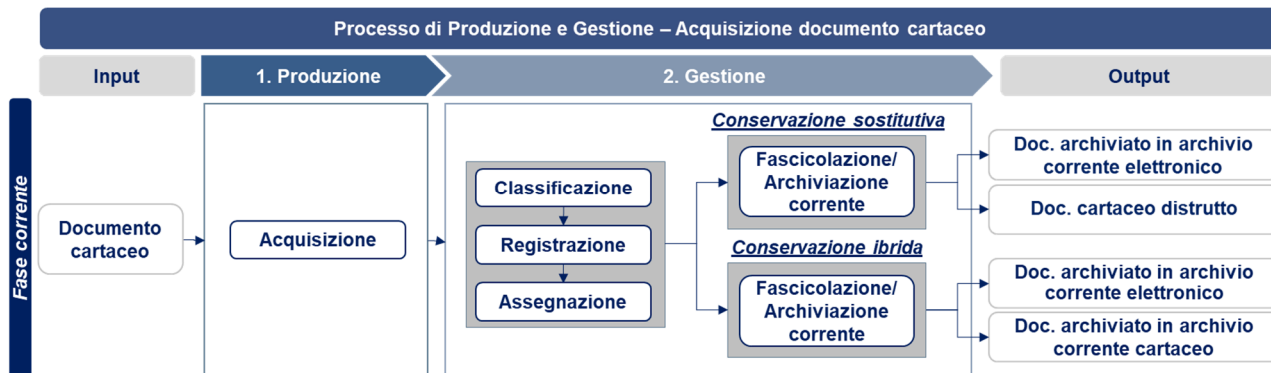 Processo di Produzione e Gestione – Acquisizione documento cartaceo
Input
1. Produzione
2. Gestione
Output
Fase corrente
Documento
cartaceo
Acquisizione
Classificazione
Registrazione
Assegnazione
Conservazione sostitutiva
Fascicolazione/
Archiviazione
corrente
Conservazione ibrida
Fascicolazione/
Archiviazione
corrente
Doc. archiviato in archivio
corrente elettronico
Doc. cartaceo distrutto
Doc. archiviato in archivio
corrente elettronico
Doc. archiviato in archivio
corrente cartaceo